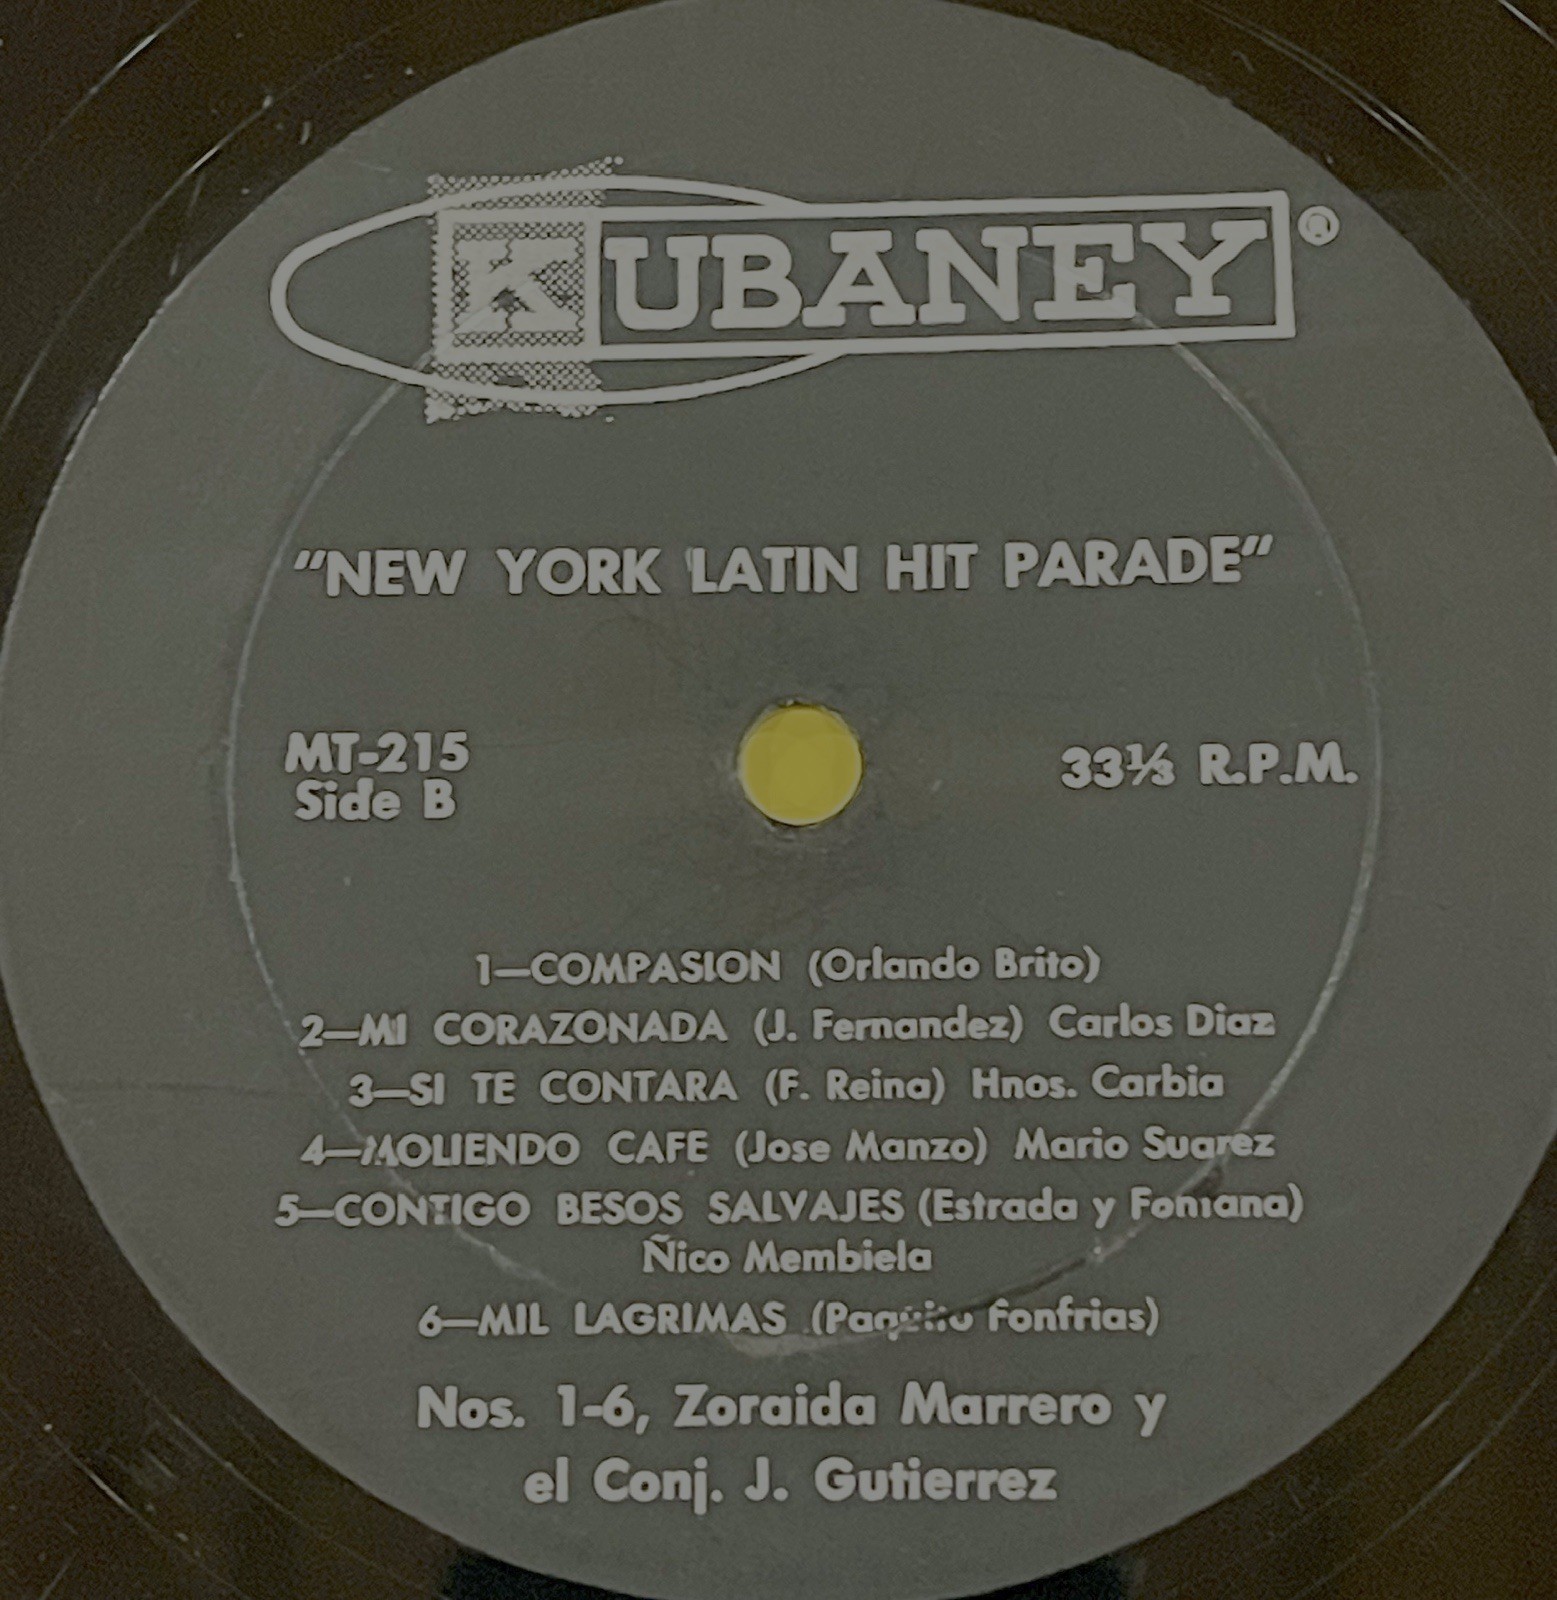 KUBANEY ®
"NEW YORK LATIN HIT PARADE"
MT-215
Side B
33⅓ R.P.M.
1—COMPASION (Orlando Brito)
2—MI CORAZONADA (J. Fernandez) Carlos Diaz
3—SI TE CONTARA (F. Reina) Hnos. Carbia
4—MOLIENDO CAFE (Jose Manzo) Mario Suarez
5—CONTIGO BESOS SALVAJES (Estrada y Fontana)
Ñico Membiela
6—MIL LAGRIMAS (Paquito Fonfrias)
Nos. 1-6, Zoraida Marrero y
el Conj. J. Gutierrez